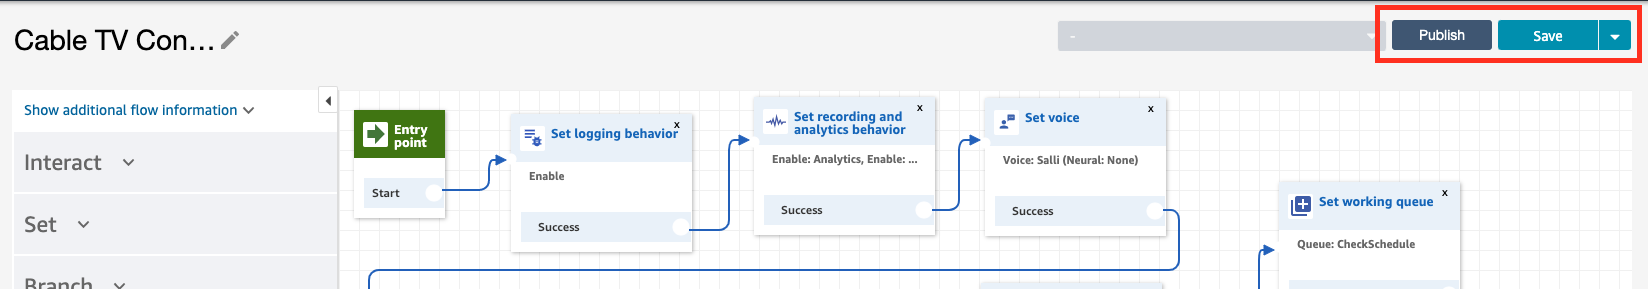 Cable TV Con...
-
Publish
Save
Show additional flow information
Interact
Set
Branch
Entry
point
Start
Set logging behavior
x
Enable
Success
Set recording and
analytics behavior
x
Enable: Analytics, Enable: ...
Success
Set voice
x
Voice: Salli (Neural: None)
Success
Set working queue
x
Queue: CheckSchedule